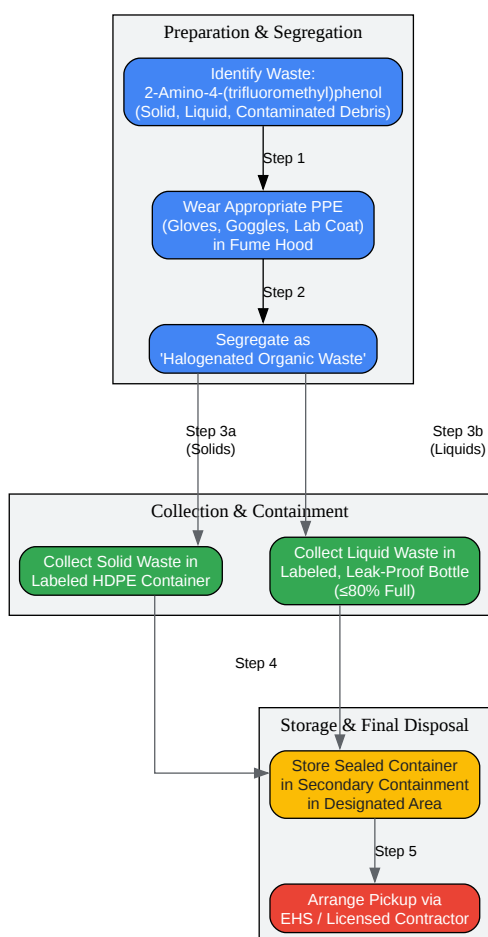 Preparation & Segregation
Identify Waste:
2-Amino-4-(trifluoromethyl)phenol
(Solid, Liquid, Contaminated Debris)
Step 1
Wear Appropriate PPE
(Gloves, Goggles, Lab Coat)
in Fume Hood
Step 2
Segregate as
'Halogenated Organic Waste'
Step 3a
(Solids)
Step 3b
(Liquids)
Collection & Containment
Collect Solid Waste in
Labeled HDPE Container
Collect Liquid Waste in
Labeled, Leak-Proof Bottle
(≤80% Full)
Step 4
Storage & Final Disposal
Store Sealed Container
in Secondary Containment
in Designated Area
Step 5
Arrange Pickup via
EHS / Licensed Contractor